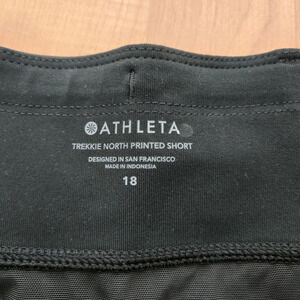 ATHLETA
TREKKIE NORTH PRINTED SHORT
DESIGNED IN SAN FRANCISCO
MADE IN INDONESIA
18